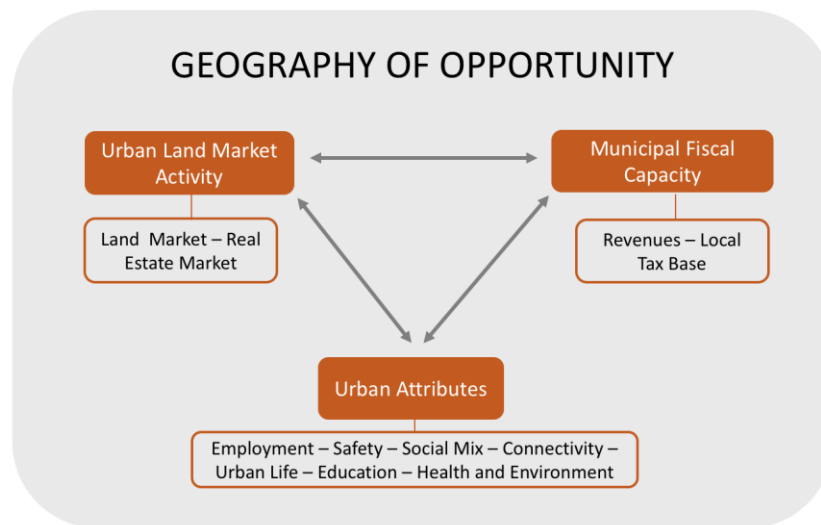 GEOGRAPHY OF OPPORTUNITY
Urban Land Market
Activity
Municipal Fiscal
Capacity
Land Market – Real
Estate Market
Revenues – Local
Tax Base
Urban Attributes
Employment – Safety – Social Mix – Connectivity –
Urban Life – Education – Health and Environment